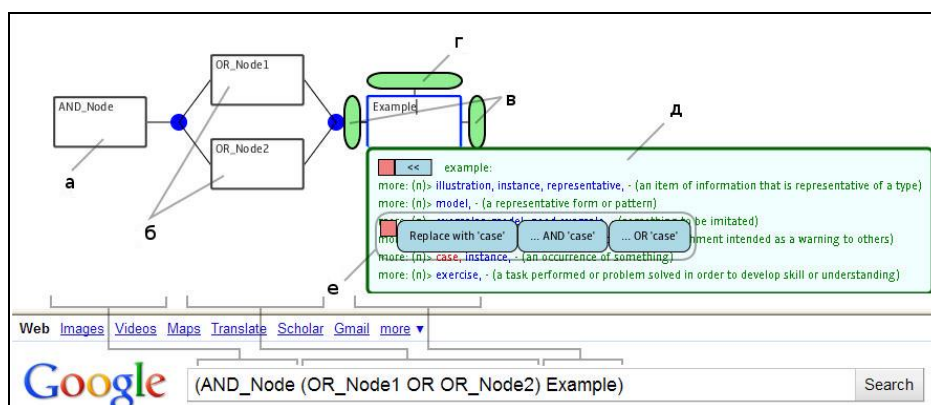 г
OR_Node1
AND_Node
Example
в
д
OR_Node2
а
<< example:
more: (n)> illustration, instance, representative, - (an item of information that is representative of a type)
more: (n)> model, - (a representative form or pattern)
б
to be imitated)
Replace with 'case' ... AND 'case' ... OR 'case'
intended as a warning to others)
more: (n)> case, instance, - (an occurrence of something)
е
more: (n)> exercise, - (a task performed or problem solved in order to develop skill or understanding)
Web Images Videos Maps Translate Scholar Gmail more ▼
Google (AND_Node (OR_Node1 OR OR_Node2) Example) Search